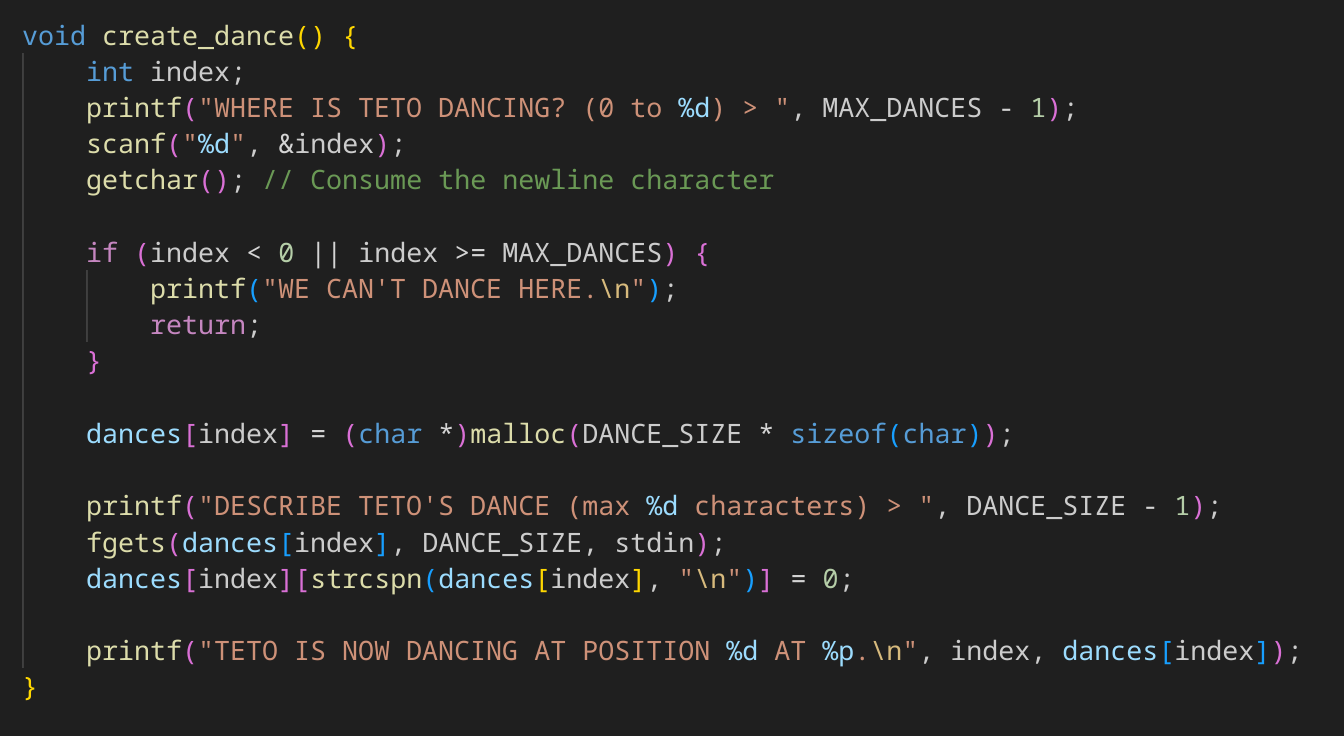 void create_dance() {
    int index;
    printf("WHERE IS TETO DANCING? (0 to %d) > ", MAX_DANCES - 1);
    scanf("%d", &index);
    getchar(); // Consume the newline character

    if (index < 0 || index >= MAX_DANCES) {
        printf("WE CAN'T DANCE HERE.\n");
        return;
    }

    dances[index] = (char *)malloc(DANCE_SIZE * sizeof(char));

    printf("DESCRIBE TETO'S DANCE (max %d characters) > ", DANCE_SIZE - 1);
    fgets(dances[index], DANCE_SIZE, stdin);
    dances[index][strcspn(dances[index], "\n")] = 0;

    printf("TETO IS NOW DANCING AT POSITION %d AT %p.\n", index, dances[index]);
}